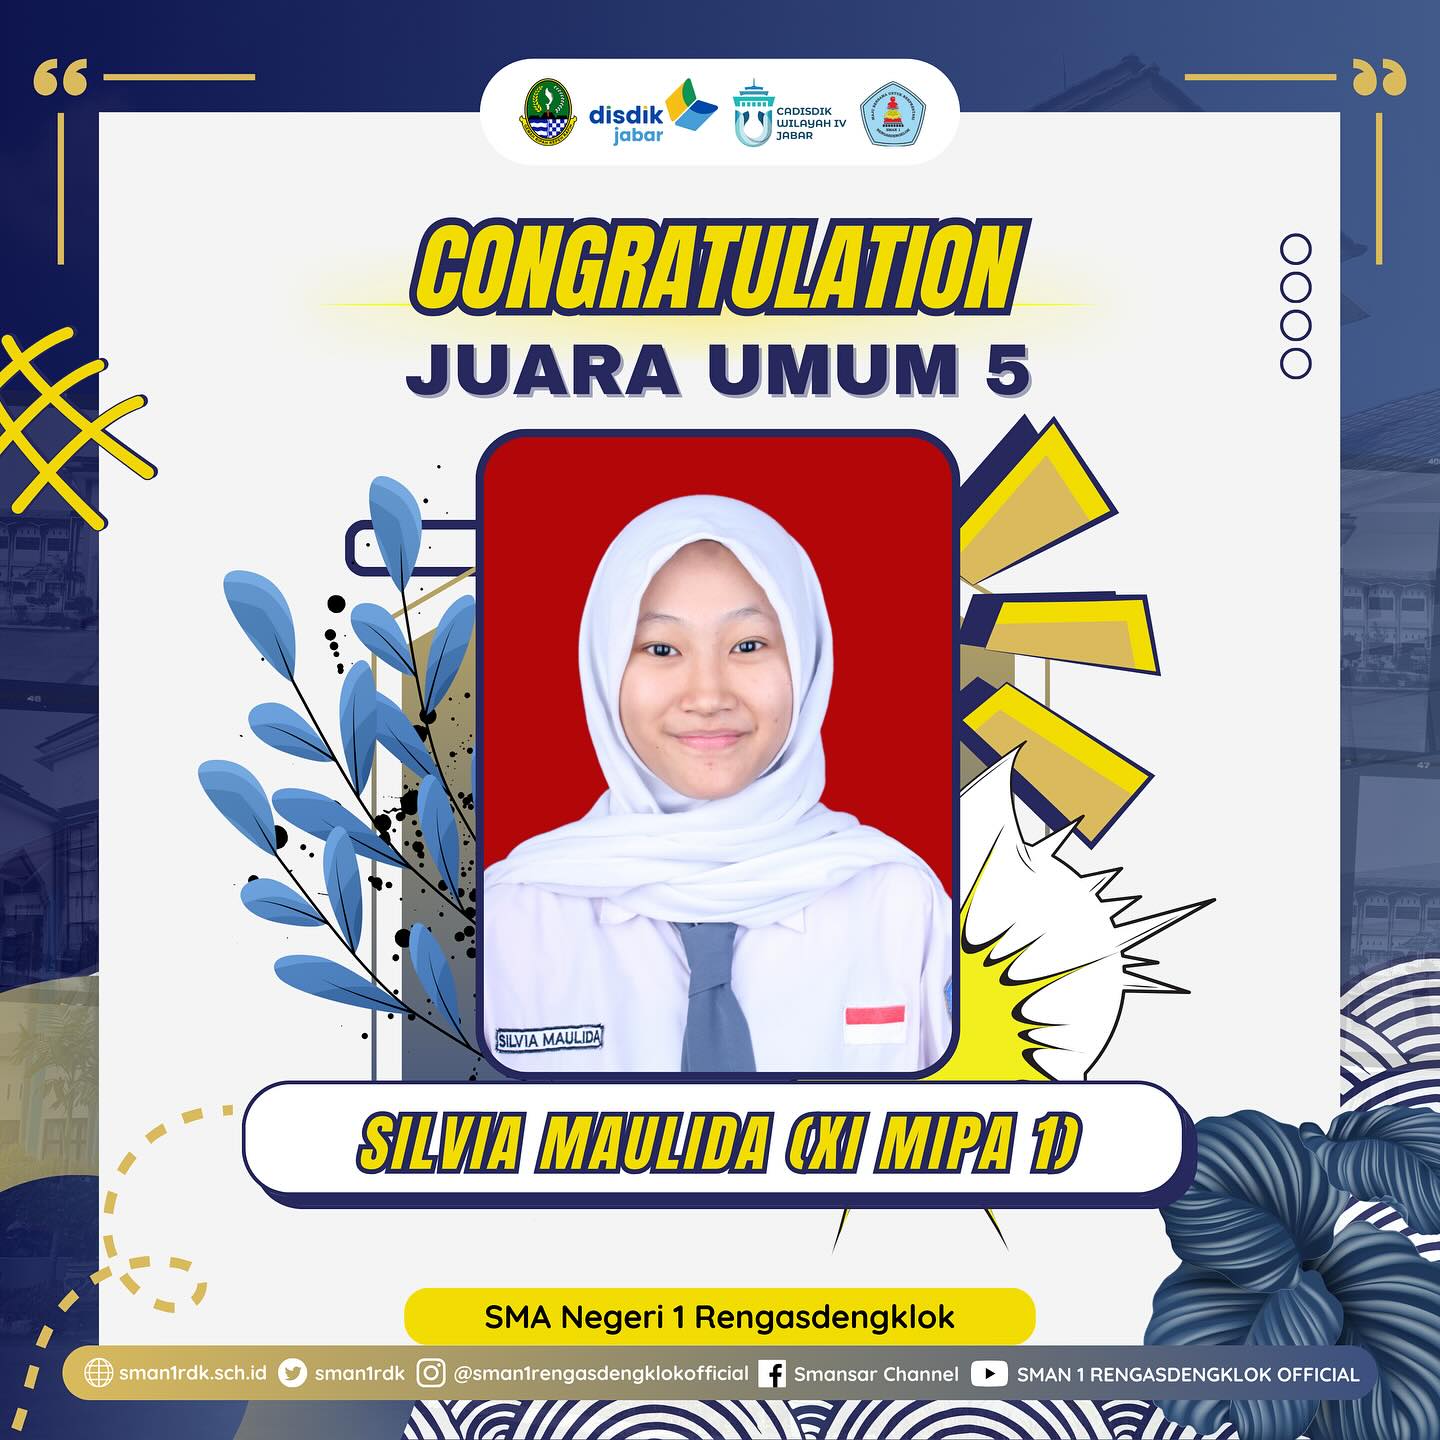 disdik
jabar
CADISDIK
WILAYAH IV
JABAR
CONGRATULATION
JUARA UMUM 5
SILVIA MAULIDA
SILVIA MAULIDA (XI MIPA 1)
SMA Negeri 1 Rengasdengklok
sman1rdk.sch.id sman1rdk @sman1rengasdengklokofficial Smansar Channel SMAN 1 RENGASDENGKLOK OFFICIAL